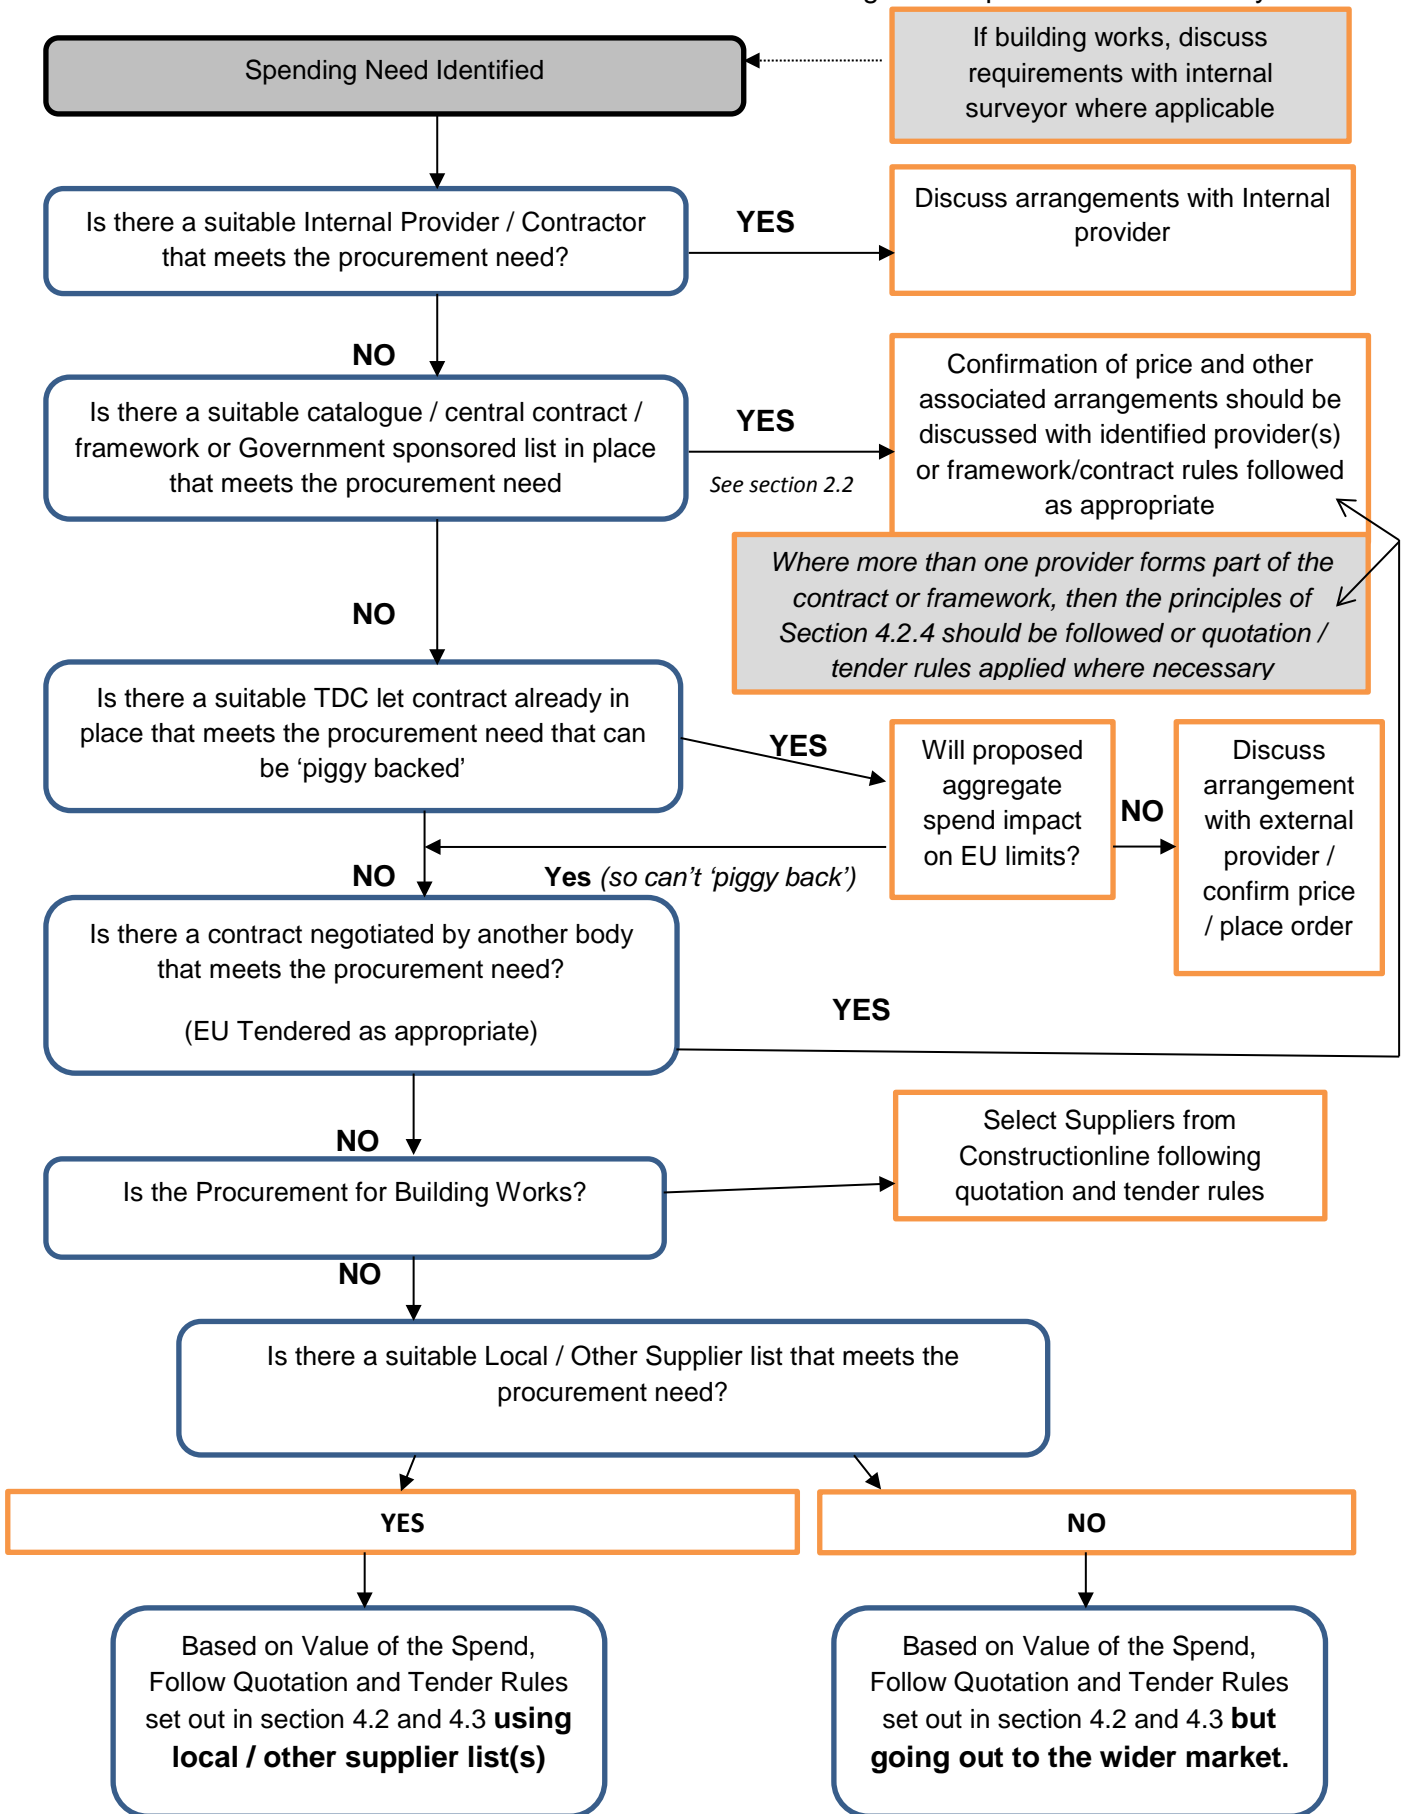 If building works, discuss
requirements with internal
surveyor where applicable
Spending Need Identified
Is there a suitable Internal Provider / Contractor
that meets the procurement need?
YES
Discuss arrangements with Internal
provider
NO
Is there a suitable catalogue / central contract /
framework or Government sponsored list in place
that meets the procurement need
YES
See section 2.2
Confirmation of price and other
associated arrangements should be
discussed with identified provider(s)
or framework/contract rules followed
as appropriate
Where more than one provider forms part of the
contract or framework, then the principles of
Section 4.2.4 should be followed or quotation /
tender rules applied where necessary
NO
Is there a suitable TDC let contract already in
place that meets the procurement need that can
be ‘piggy backed’
YES
Will proposed
aggregate
spend impact
on EU limits?
NO
Discuss
arrangement
with external
provider /
confirm price
/ place order
NO
Yes (so can’t ‘piggy back’)
Is there a contract negotiated by another body
that meets the procurement need?
(EU Tendered as appropriate)
YES
NO
Is the Procurement for Building Works?
Select Suppliers from
Constructionline following
quotation and tender rules
NO
Is there a suitable Local / Other Supplier list that meets the
procurement need?
YES
NO
Based on Value of the Spend,
Follow Quotation and Tender Rules
set out in section 4.2 and 4.3 using
local / other supplier list(s)
Based on Value of the Spend,
Follow Quotation and Tender Rules
set out in section 4.2 and 4.3 but
going out to the wider market.